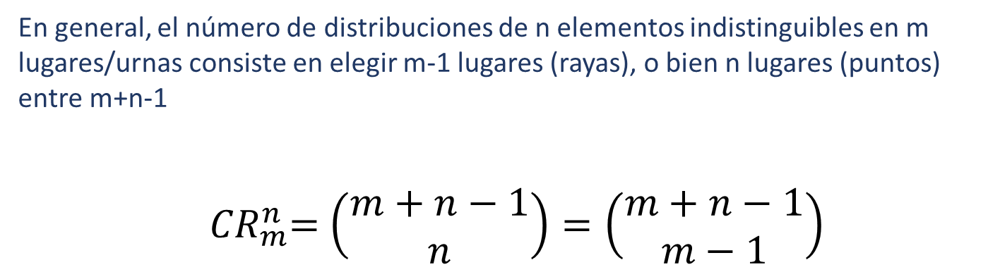 En general, el número de distribuciones de n elementos indistinguibles en m
lugares/urnas consiste en elegir m-1 lugares (rayas), o bien n lugares (puntos)
entre m+n-1
$CR_m^n = \binom{m+n-1}{n} = \binom{m+n-1}{m-1}$